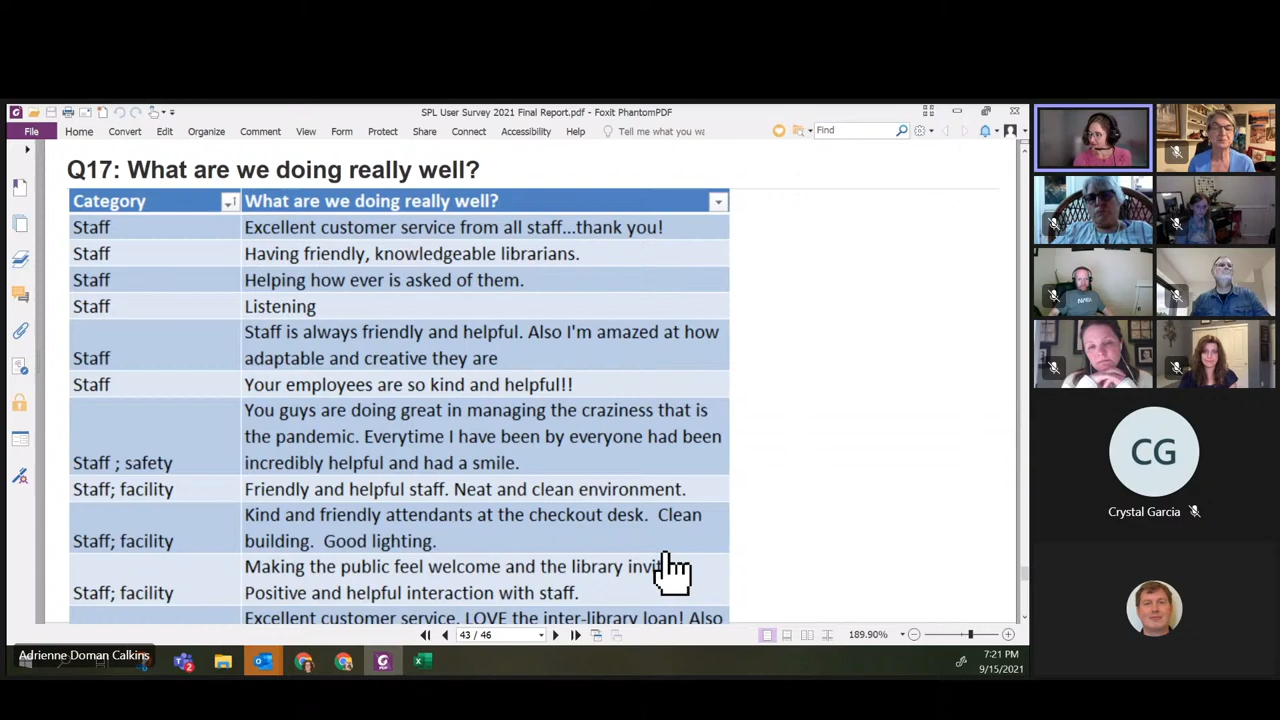 SPL User Survey 2021 Final Report.pdf - Foxit PhantomPDF
File Home Convert Edit Organize Comment View Form Protect Share Connect Accessibility Help Tell me what you wa Find
Q17: What are we doing really well?
Category What are we doing really well?
Staff Excellent customer service from all staff...thank you!
Staff Having friendly, knowledgeable librarians.
Staff Helping how ever is asked of them.
Staff Listening
Staff is always friendly and helpful. Also I'm amazed at how
Staff adaptable and creative they are
Staff Your employees are so kind and helpful!!
You guys are doing great in managing the craziness that is
the pandemic. Everytime I have been by everyone had been
Staff ; safety incredibly helpful and had a smile.
Staff; facility Friendly and helpful staff. Neat and clean environment.
Kind and friendly attendants at the checkout desk. Clean
Staff; facility building. Good lighting.
Making the public feel welcome and the library invit
Staff; facility Positive and helpful interaction with staff.
Excellent customer service. LOVE the inter-library loan! Also
CG
Crystal Garcia
43 / 46 189.90%
Adrienne Doman Calkins
7:21 PM
9/15/2021